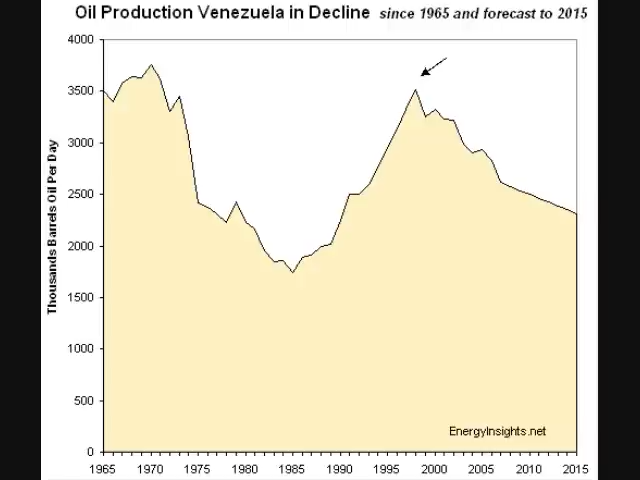 Oil Production Venezuela in Decline since 1965 and forecast to 2015
4000
3500
3000
2500
2000
1500
1000
500
0
Thousands Barrels Oil Per Day
EnergyInsights.net
1965 1970 1975 1980 1985 1990 1995 2000 2005 2010 2015